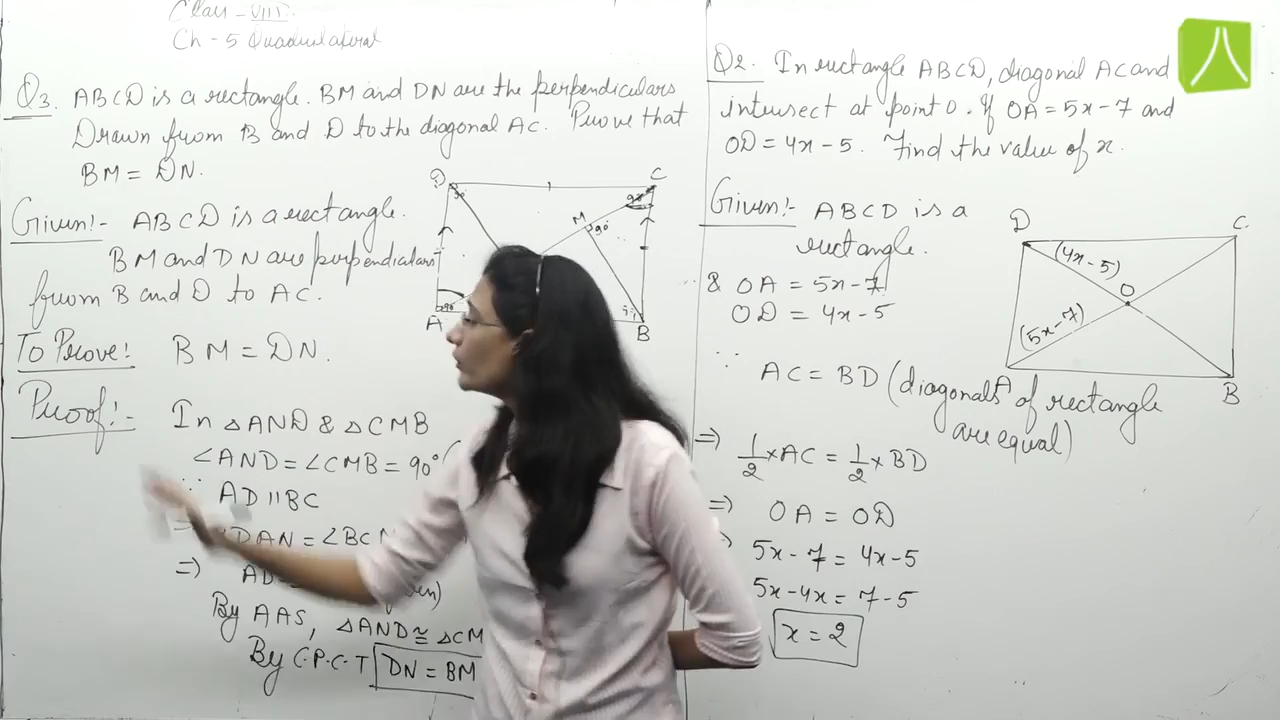 Class - VIII
Ch - 5 Quadrilateral
Q3. ABCD is a rectangle. BM and DN are the perpendiculars
Drawn from B and D to the diagonal AC. Prove that
BM = DN.
Given:- ABCD is a rectangle.
BM and DN are perpendiculars
from B and D to AC.
To Prove:- BM = DN.
Proof:- In △AND & △CMB
∠AND = ∠CMB = 90° (
∵ AD || BC
DAN = ∠BC
⇒ AD
By AAS, △AND ≅ △CM
By C.P.C.T DN = BM
D
C
M
90°
90°
90°
A
B
Q2. In rectangle ABCD, diagonal AC and
intersect at point O. If OA = 5x - 7 and
OD = 4x - 5. Find the value of x.
Given:- ABCD is a
rectangle.
& OA = 5x - 7
OD = 4x - 5
∵ AC = BD (diagonals of rectangle
are equal)
⇒ 1/2 × AC = 1/2 × BD
⇒ OA = OD
5x - 7 = 4x - 5
5x - 4x = 7 - 5
x = 2
D
C
(4x - 5)
O
(5x - 7)
A
B